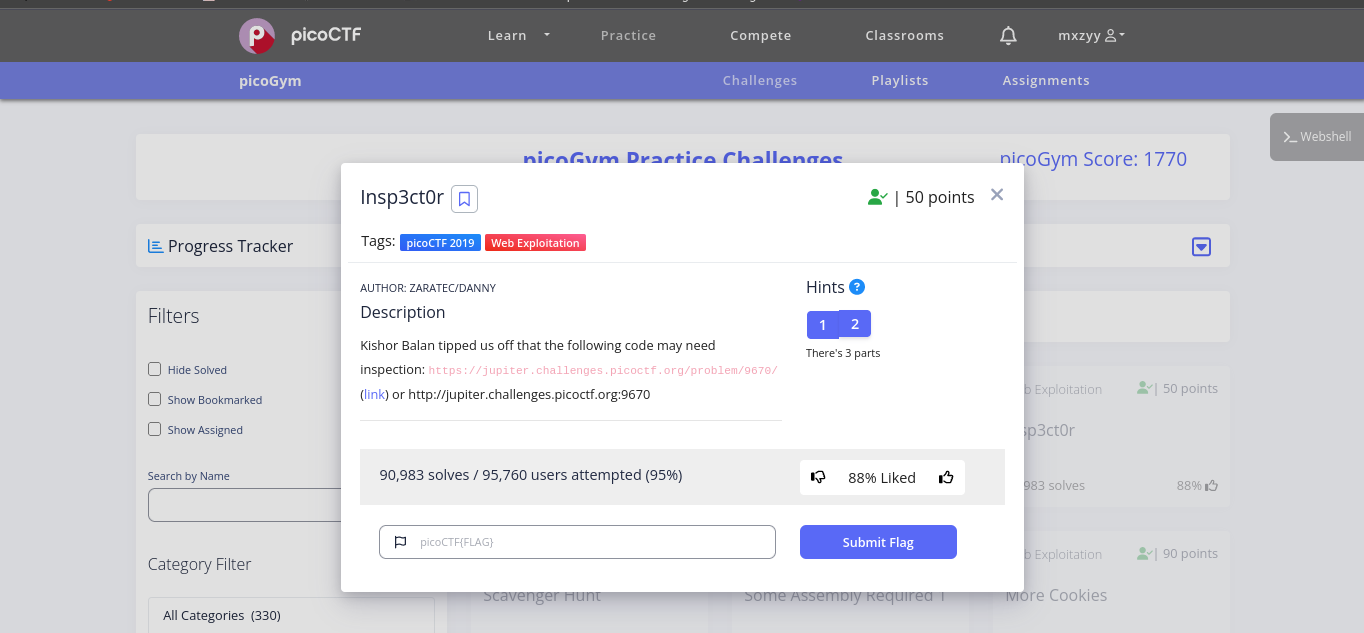 picoCTF
Learn Practice Compete Classrooms mxzyy
picoGym Challenges Playlists Assignments
Webshell
picoGym Practice Challenges picoGym Score: 1770
Insp3ct0r | 50 points
Tags: picoCTF 2019 Web Exploitation
Progress Tracker
AUTHOR: ZARATEC/DANNY
Description
Hints ?
1 2
There's 3 parts
Kishor Balan tipped us off that the following code may need
inspection: https://jupiter.challenges.picoctf.org/problem/9670/
(link) or http://jupiter.challenges.picoctf.org:9670
90,983 solves / 95,760 users attempted (95%)
88% Liked
picoCTF{FLAG}
Submit Flag
Filters
Hide Solved
Show Bookmarked
Show Assigned
Search by Name
Category Filter
All Categories (330)
b Exploitation | 50 points
sp3ct0r
983 solves 88%
b Exploitation | 90 points
Scavenger Hunt
Some Assembly Required 1
More Cookies